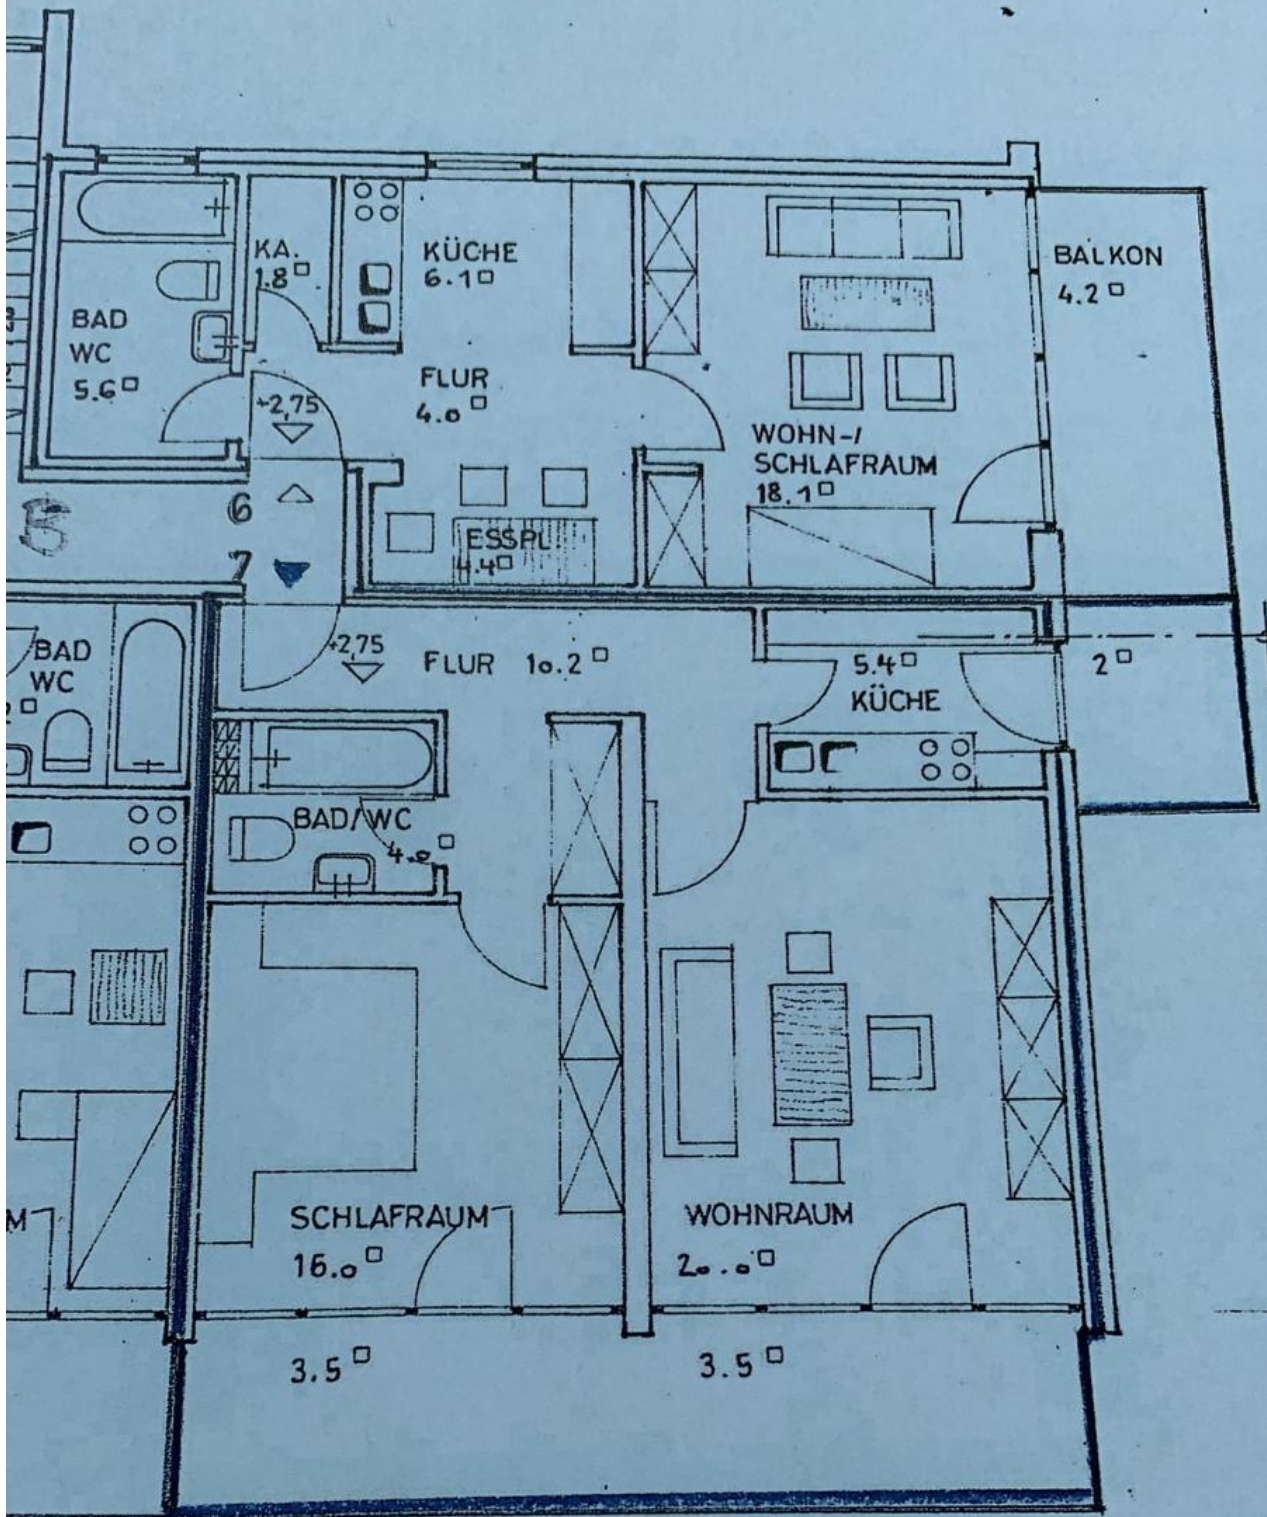 KA.
1.8 □
KÜCHE
6.1 □
BALKON
4.2 □
BAD
WC
5.6 □
FLUR
4.0 □
+2,75
WOHN-/
SCHLAFRAUM
18.1 □
5
6
7
ESSPL.
4.4 □
BAD
WC
+2,75
FLUR 10.2 □
5.4 □
KÜCHE
2 □
BAD/WC
4.0 □
M
SCHLAFRAUM
16.0 □
WOHNRAUM
20.0 □
3.5 □
3.5 □